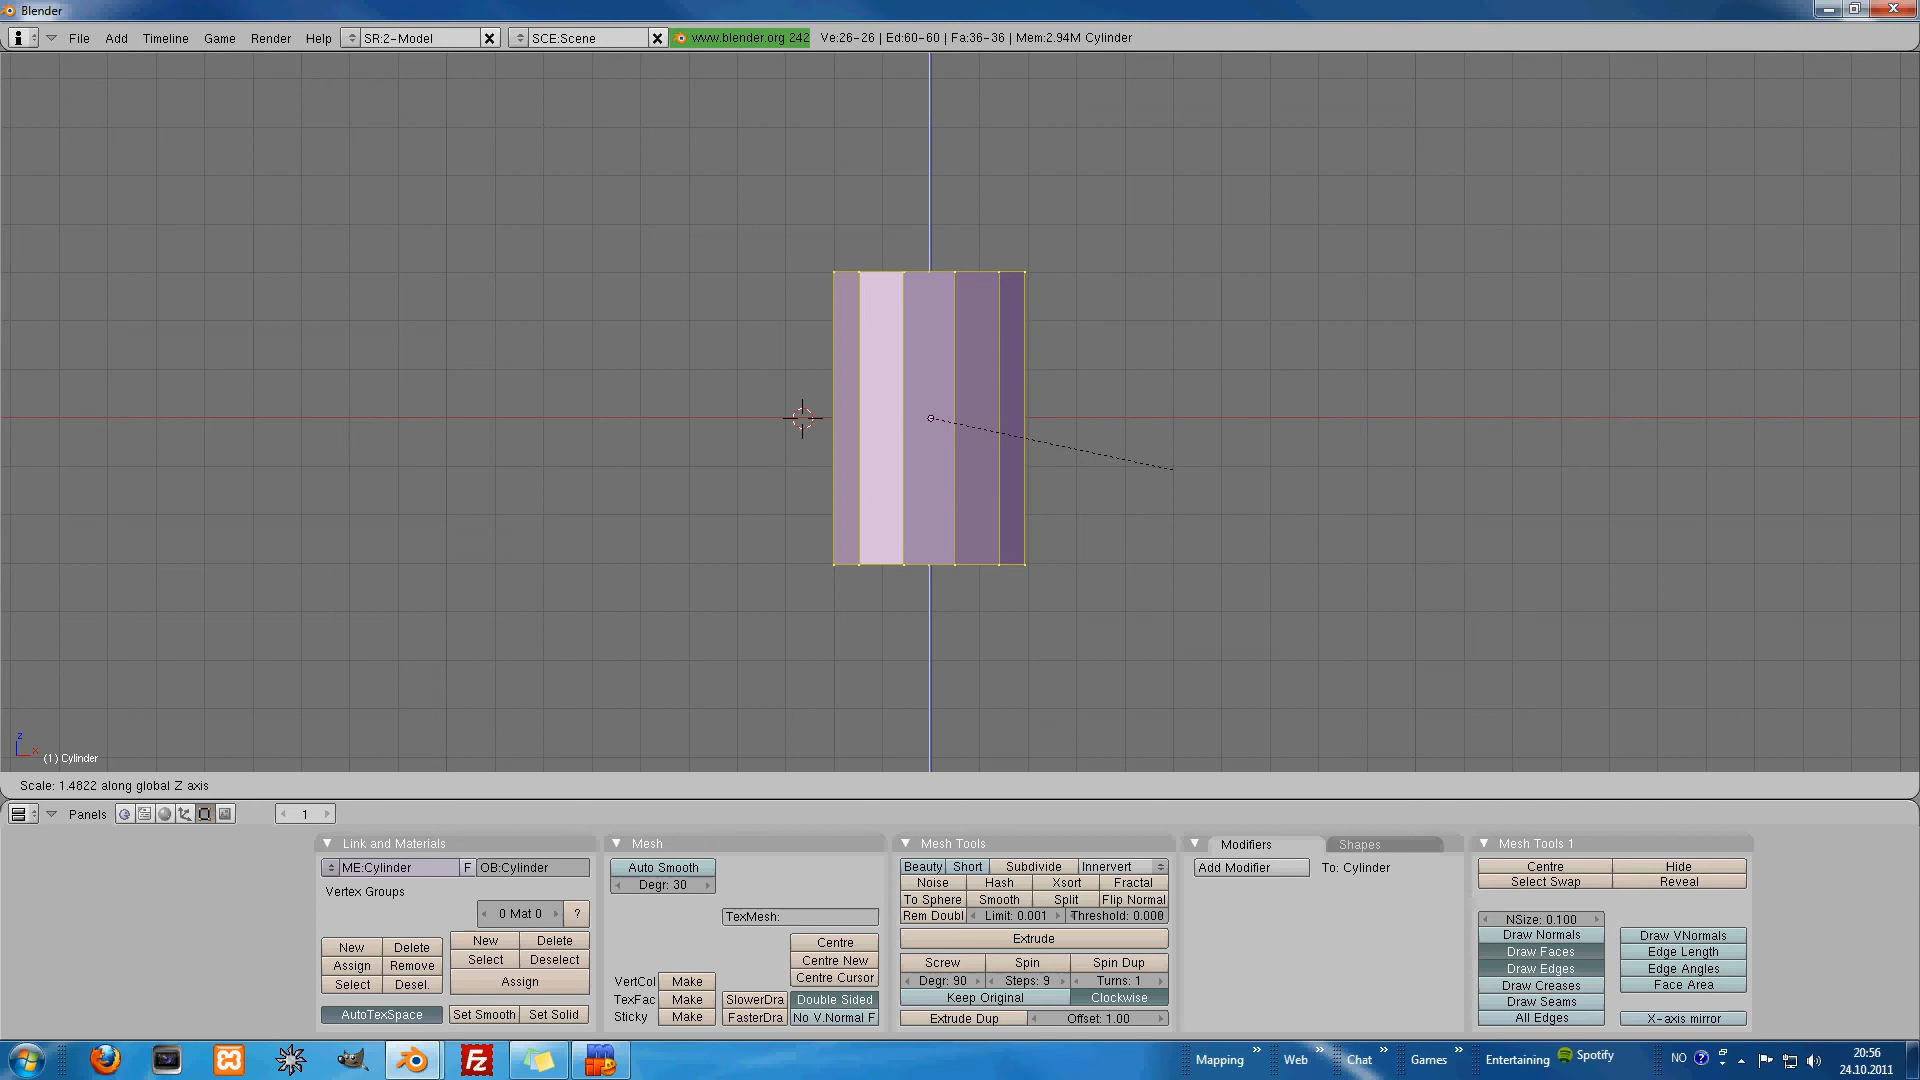 Blender
File Add Timeline Game Render Help SR:2-Model SCE:Scene www.blender.org 242 Ve:26-26 | Ed:60-60 | Fa:36-36 | Mem:2.94M Cylinder
z
x
(1) Cylinder
Scale: 1.4822 along global Z axis
Panels 1
Link and Materials Mesh Mesh Tools Modifiers Shapes Mesh Tools 1
ME:Cylinder F OB:Cylinder Auto Smooth Beauty Short Subdivide Innervert Add Modifier To: Cylinder Centre Hide
Degr: 30 Noise Hash Xsort Fractal Select Swap Reveal
Vertex Groups To Sphere Smooth Split Flip Normal
0 Mat 0 ? TexMesh: Rem Doubl Limit: 0.001 Threshold: 0.000 NSize: 0.100
New Delete New Delete Centre Extrude Draw Normals Draw VNormals
Assign Remove Select Deselect Centre New Screw Spin Spin Dup Draw Faces Edge Length
Select Desel. Assign VertCol Make Centre Cursor Degr: 90 Steps: 9 Turns: 1 Draw Edges Edge Angles
TexFac Make SlowerDra Double Sided Keep Original Clockwise Draw Creases Face Area
Draw Seams
AutoTexSpace Set Smooth Set Solid Sticky Make FasterDra No V.Normal F Extrude Dup Offset: 1.00 All Edges X-axis mirror
Mapping » Web » Chat » Games » Entertaining Spotify NO 20:56
24.10.2011